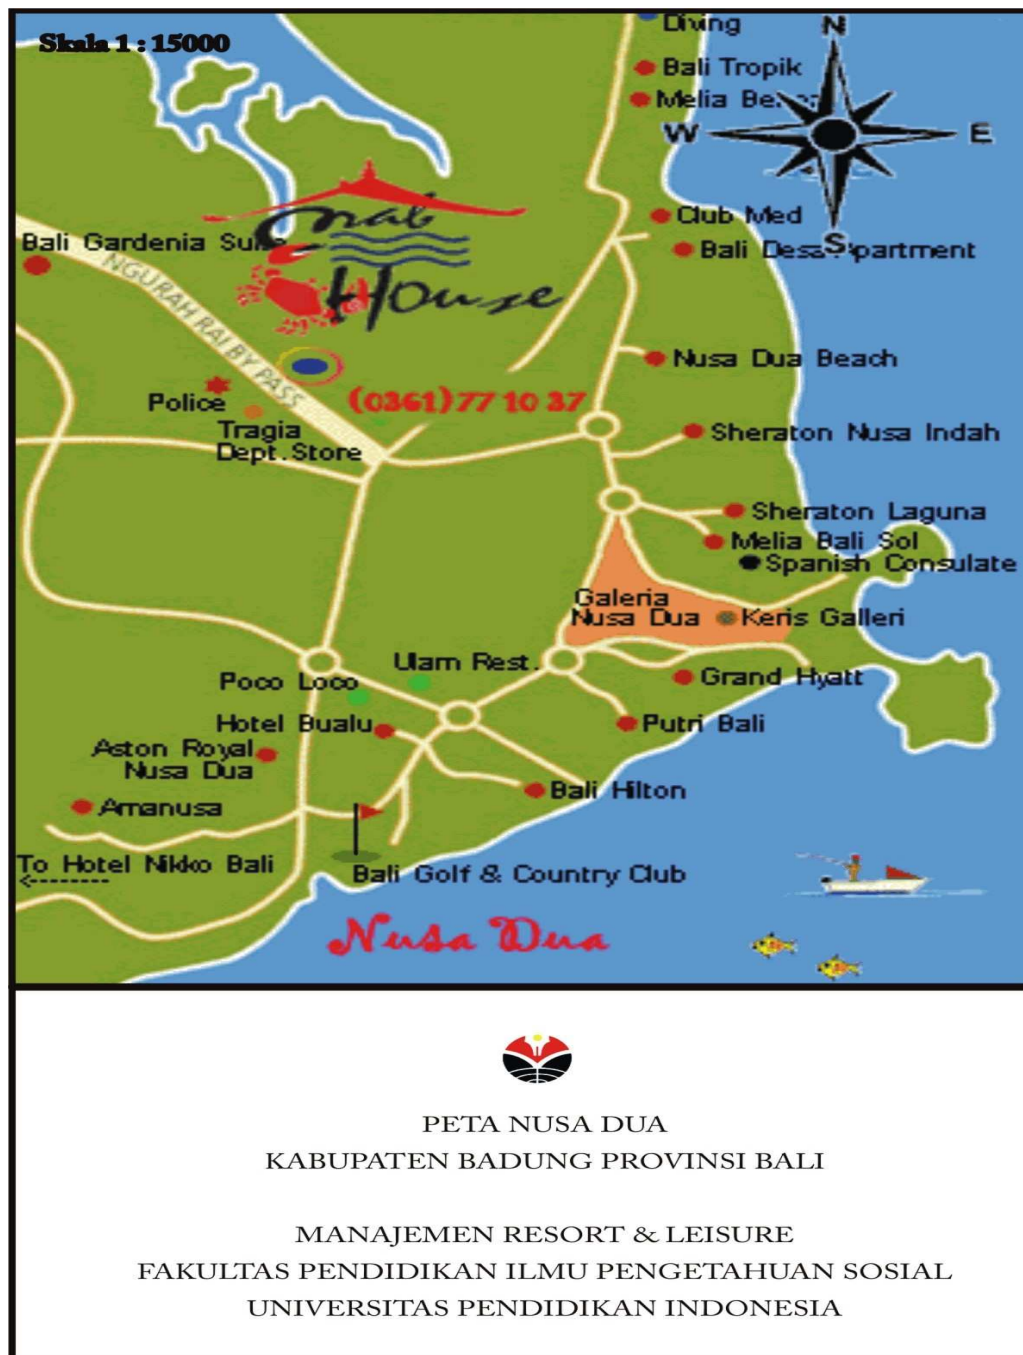 Skala 1 : 15000
Diving
N
Bali Tropik
Melia
W
E
Club Med
S
Bali Desa Apartment
Crab
House
Bali Gardenia Suite
NGURAH RAI BY PASS
Nusa Dua Beach
Police
(0361) 77 10 37
Tragia
Dept. Store
Sheraton Nusa Indah
Sheraton Laguna
Melia Bali Sol
Spanish Consulate
Galeria
Nusa Dua
Keris Galleri
Ulam Rest.
Poco Loco
Grand Hyatt
Hotel Bualu
Putri Bali
Aston Royal
Nusa Dua
Bali Hilton
Amanusa
To Hotel Nikko Bali
Bali Golf & Country Club
Nusa Dua
PETA NUSA DUA
KABUPATEN BADUNG PROVINSI BALI
MANAJEMEN RESORT & LEISURE
FAKULTAS PENDIDIKAN ILMU PENGETAHUAN SOSIAL
UNIVERSITAS PENDIDIKAN INDONESIA